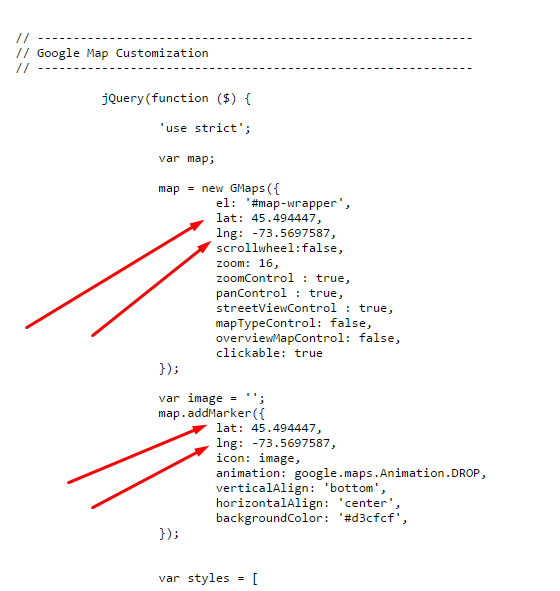 // ------------------------------------------------------------
// Google Map Customization
// ------------------------------------------------------------
jQuery(function ($) {
'use strict';
var map;
map = new GMaps({
el: '#map-wrapper',
lat: 45.494447,
lng: -73.5697587,
scrollwheel:false,
zoom: 16,
zoomControl : true,
panControl : true,
streetViewControl : true,
mapTypeControl: false,
overviewMapControl: false,
clickable: true
});
var image = '';
map.addMarker({
lat: 45.494447,
lng: -73.5697587,
icon: image,
animation: google.maps.Animation.DROP,
verticalAlign: 'bottom',
horizontalAlign: 'center',
backgroundColor: '#d3cfcf',
});
var styles = [